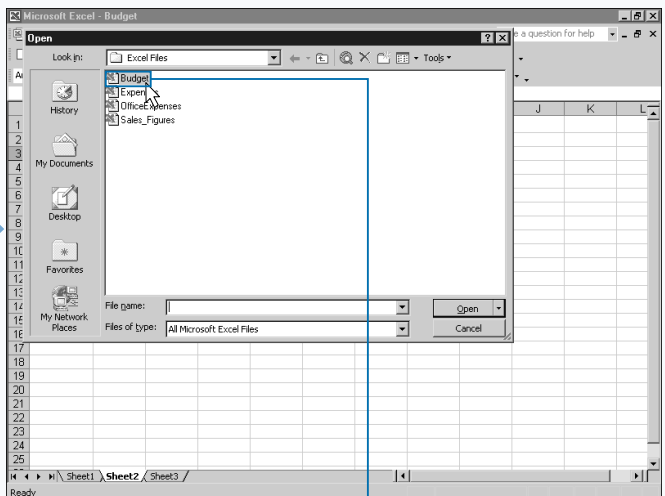 Microsoft Excel - Budget
Open
e a question for help
Look in:
Excel Files
Tools
Budget
OfficeExpenses
Sales_Figures
History
My Documents
Desktop
Favorites
My Network
Places
File name:
Open
Files of type:
All Microsoft Excel Files
Cancel
J K L
1
2
3
4
5
6
7
8
9
10
11
12
13
14
15
16
17
18
19
20
21
22
23
24
25
Sheet1 Sheet2 Sheet3
Ready